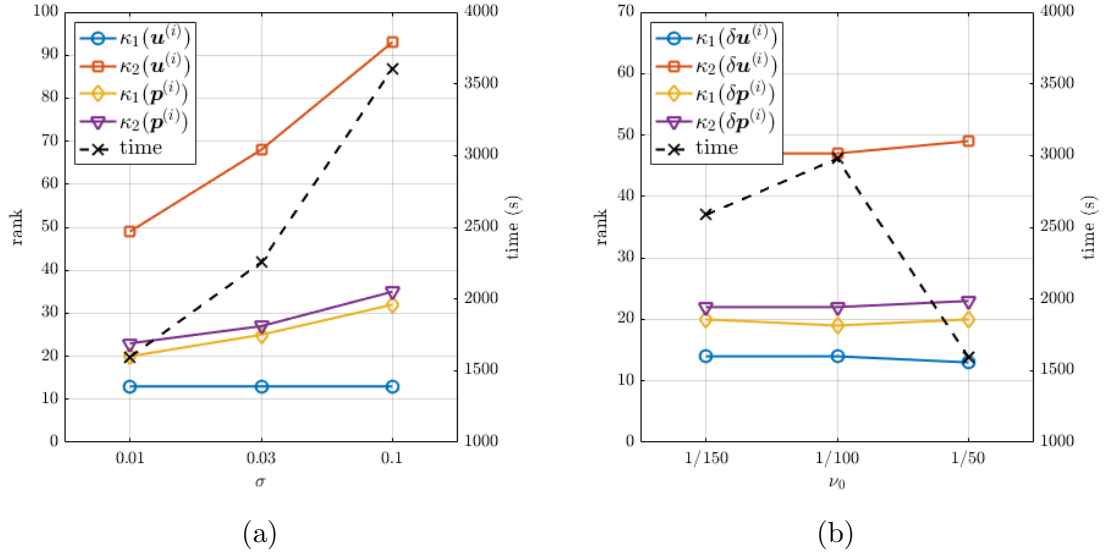 100
90
80
70
60
50
40
30
20
10
0
rank
κ₁(u⁽ⁱ⁾)
κ₂(u⁽ⁱ⁾)
κ₁(p⁽ⁱ⁾)
κ₂(p⁽ⁱ⁾)
time
4000
3500
3000
2500
2000
1500
1000
time (s)
0.01 0.03 0.1
σ
(a)
70
60
50
40
30
20
10
0
rank
κ₁(δu⁽ⁱ⁾)
κ₂(δu⁽ⁱ⁾)
κ₁(δp⁽ⁱ⁾)
κ₂(δp⁽ⁱ⁾)
time
4000
3500
3000
2500
2000
1500
1000
time (s)
1/150 1/100 1/50
ν₀
(b)